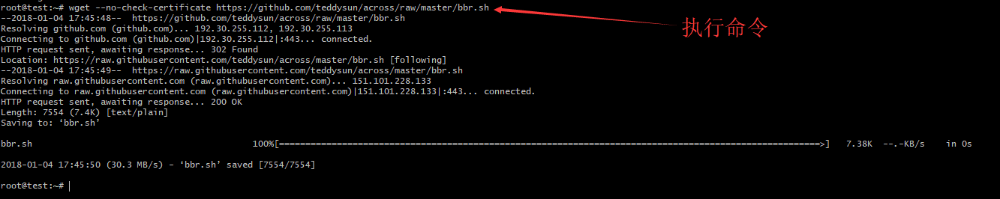 root@test:~# wget --no-check-certificate https://github.com/teddysun/across/raw/master/bbr.sh
执行命令
--2018-01-04 17:45:48--  https://github.com/teddysun/across/raw/master/bbr.sh
Resolving github.com (github.com)... 192.30.255.112, 192.30.255.113
Connecting to github.com (github.com)|192.30.255.112|:443... connected.
HTTP request sent, awaiting response... 302 Found
Location: https://raw.githubusercontent.com/teddysun/across/master/bbr.sh [following]
--2018-01-04 17:45:49--  https://raw.githubusercontent.com/teddysun/across/master/bbr.sh
Resolving raw.githubusercontent.com (raw.githubusercontent.com)... 151.101.228.133
Connecting to raw.githubusercontent.com (raw.githubusercontent.com)|151.101.228.133|:443... connected.
HTTP request sent, awaiting response... 200 OK
Length: 7554 (7.4K) [text/plain]
Saving to: ‘bbr.sh’
bbr.sh 100%[=======================================================================================================>] 7.38K --.-KB/s in 0s
2018-01-04 17:45:50 (30.3 MB/s) - ‘bbr.sh’ saved [7554/7554]
root@test:~#